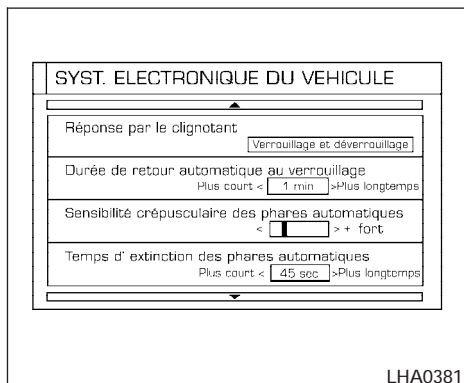 SYST. ELECTRONIQUE DU VEHICULE
Réponse par le clignotant
Verrouillage et déverrouillage
Durée de retour automatique au verrouillage
Plus court < 1 min >Plus longtemps
Sensibilité crépusculaire des phares automatiques
< > + fort
Temps d' extinction des phares automatiques
Plus court < 45 sec >Plus longtemps
LHA0381